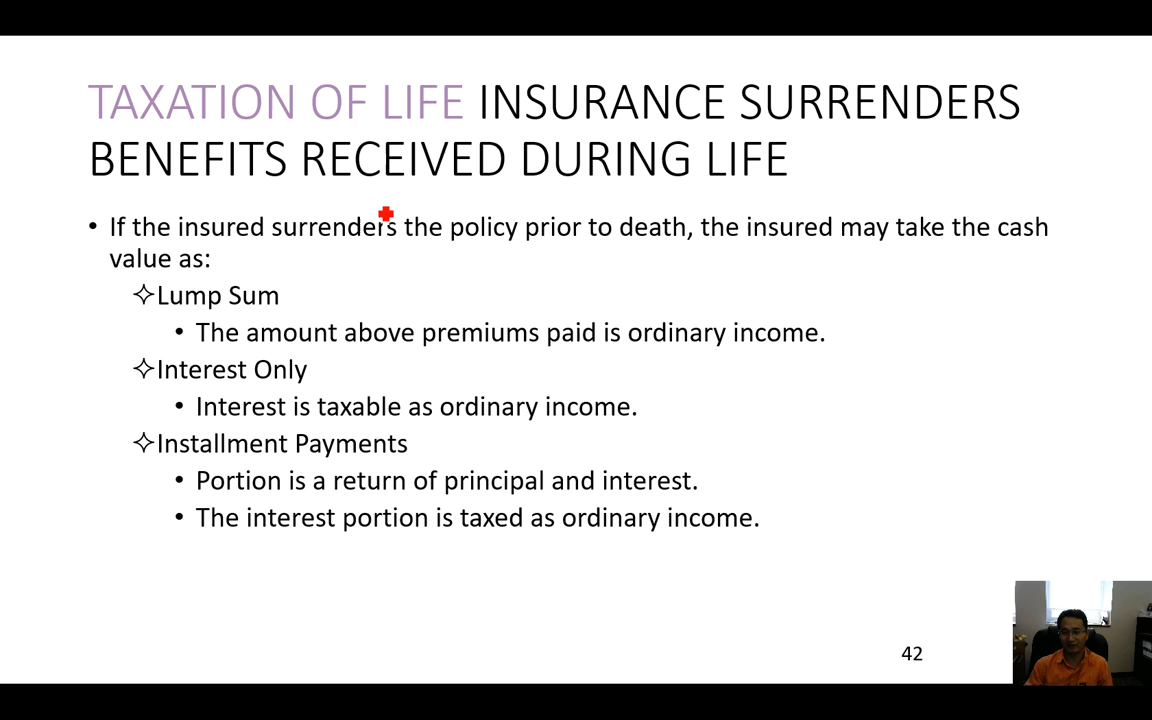 TAXATION OF LIFE INSURANCE SURRENDERS
BENEFITS RECEIVED DURING LIFE
• If the insured surrenders the policy prior to death, the insured may take the cash
value as:
✧Lump Sum
• The amount above premiums paid is ordinary income.
✧Interest Only
• Interest is taxable as ordinary income.
✧Installment Payments
• Portion is a return of principal and interest.
• The interest portion is taxed as ordinary income.
42